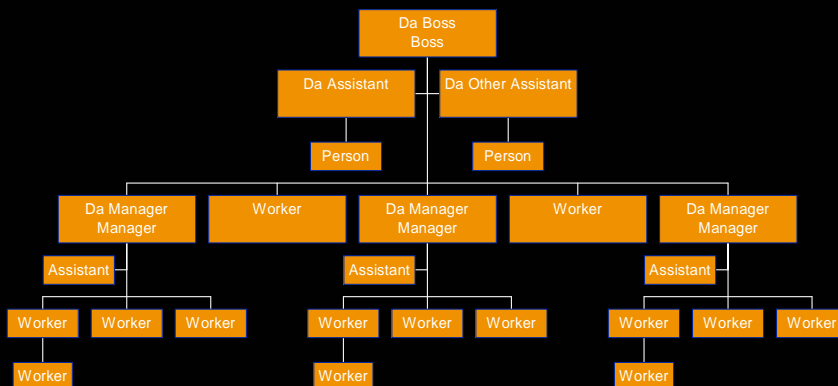 Da Boss
Boss
Da Assistant
Da Other Assistant
Person
Person
Da Manager
Manager
Worker
Da Manager
Manager
Worker
Da Manager
Manager
Assistant
Assistant
Assistant
Worker
Worker
Worker
Worker
Worker
Worker
Worker
Worker
Worker
Worker
Worker
Worker